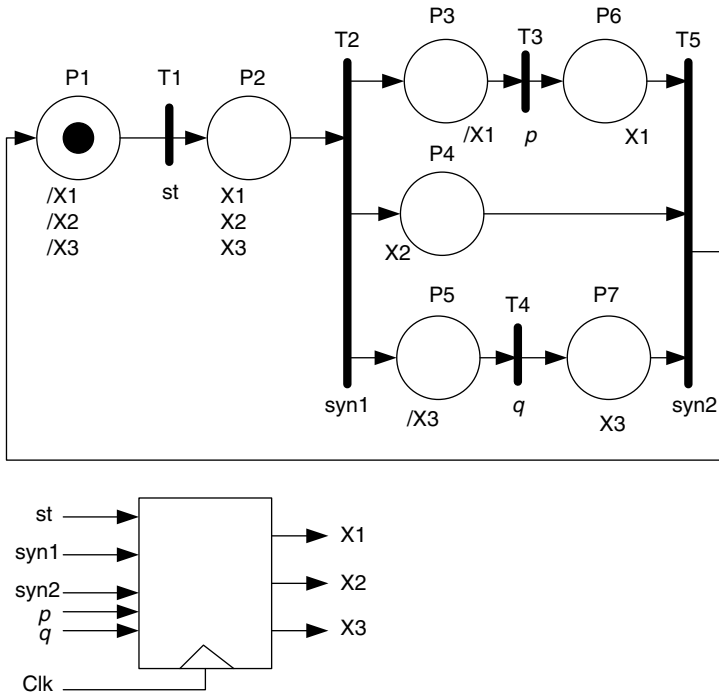 P3
P6
T2
T3
T5
P1
T1
P2
/X1
p
X1
P4
st
/X1
/X2
/X3
X1
X2
X3
X2
P5
T4
P7
syn1
/X3
q
X3
syn2
st
syn1
syn2
p
q
Clk
X1
X2
X3